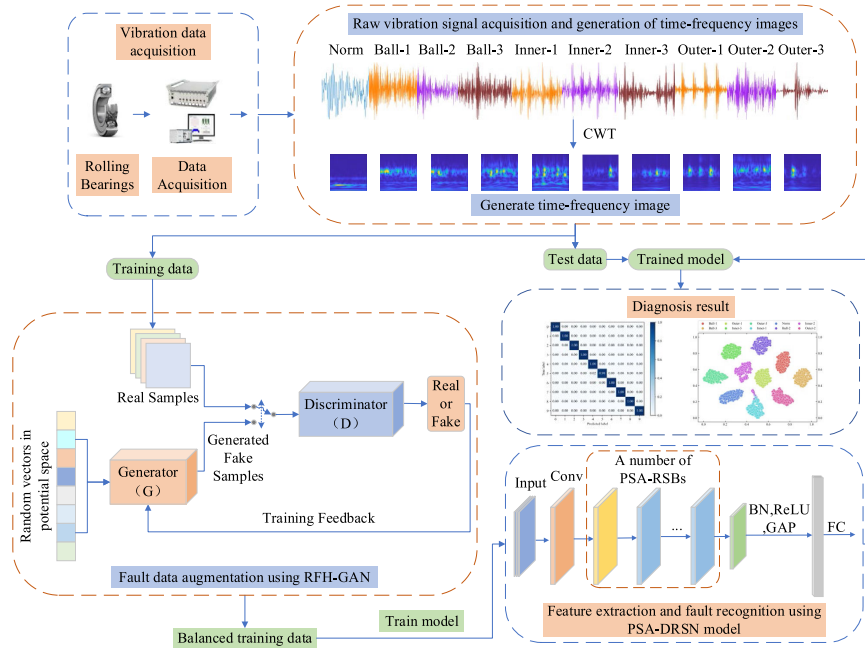 Vibration data
acquisition
Rolling
Bearings
Data
Acquisition
Raw vibration signal acquisition and generation of time-frequency images
Norm Ball-1 Ball-2 Ball-3 Inner-1 Inner-2 Inner-3 Outer-1 Outer-2 Outer-3
CWT
Generate time-frequency image
Training data
Test data
Trained model
Diagnosis result
Real Samples
Random vectors in
potential space
Generator
（G）
Generated
Fake
Samples
Discriminator
（D）
Real
or
Fake
Training Feedback
Fault data augmentation using RFH-GAN
Balanced training data
Train model
Input
Conv
A number of
PSA-RSBs
...
BN,ReLU
,GAP
FC
Feature extraction and fault recognition using
PSA-DRSN model